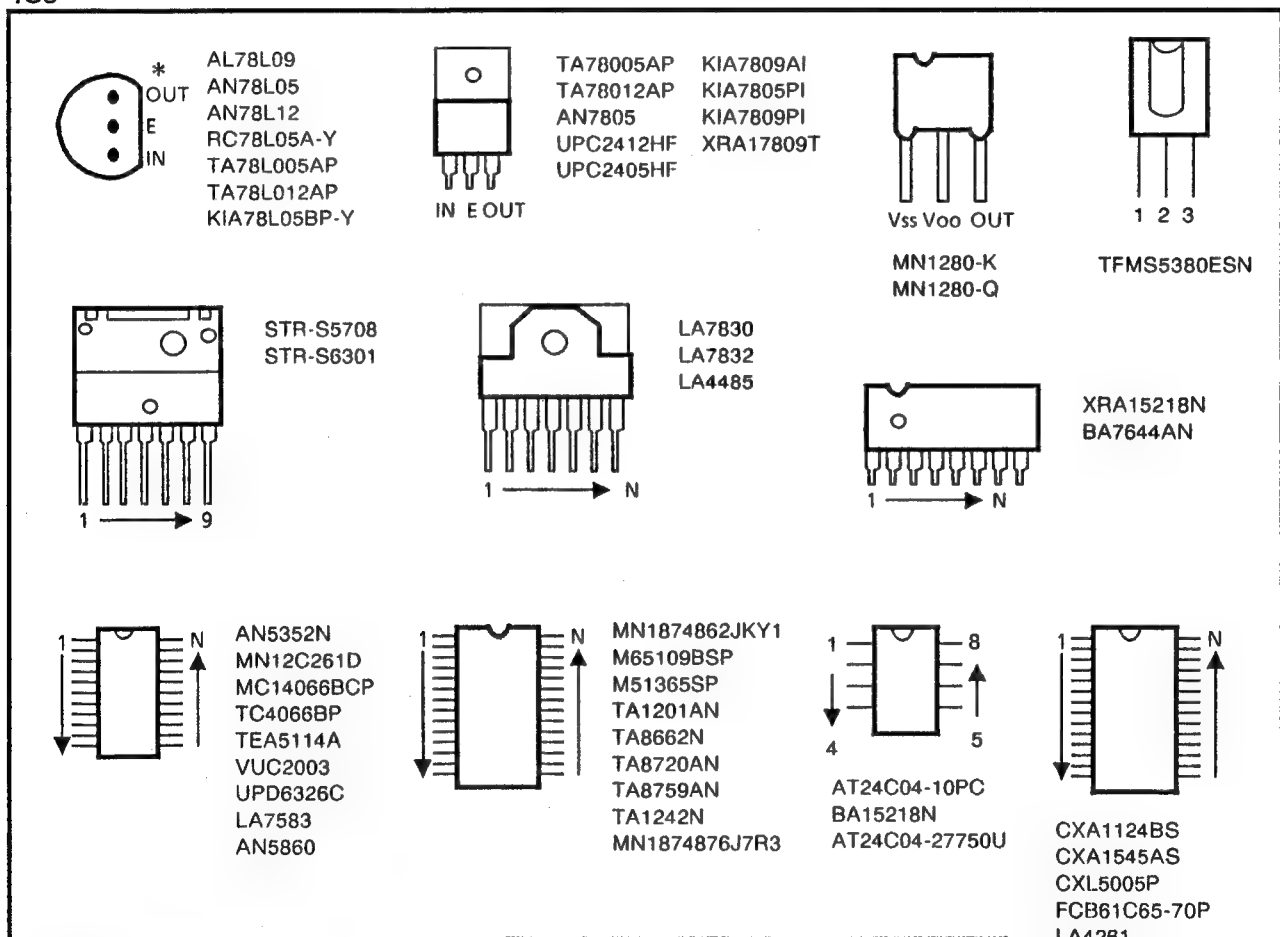 *
OUT
E
IN
AL78L09
AN78L05
AN78L12
RC78L05A-Y
TA78L005AP
TA78L012AP
KIA78L05BP-Y
IN E OUT
TA78005AP KIA7809AI
TA78012AP KIA7805PI
AN7805 KIA7809PI
UPC2412HF XRA17809T
UPC2405HF
Vss Voo OUT
MN1280-K
MN1280-Q
1 2 3
TFMS5380ESN
1 9
STR-S5708
STR-S6301
1 N
LA7830
LA7832
LA4485
1 N
XRA15218N
BA7644AN
1 N
AN5352N
MN12C261D
MC14066BCP
TC4066BP
TEA5114A
VUC2003
UPD6326C
LA7583
AN5860
1 N
MN1874862JKY1
M65109BSP
M51365SP
TA1201AN
TA8662N
TA8720AN
TA8759AN
TA1242N
MN1874876J7R3
1 8
4 5
AT24C04-10PC
BA15218N
AT24C04-27750U
1 N
CXA1124BS
CXA1545AS
CXL5005P
FCB61C65-70P